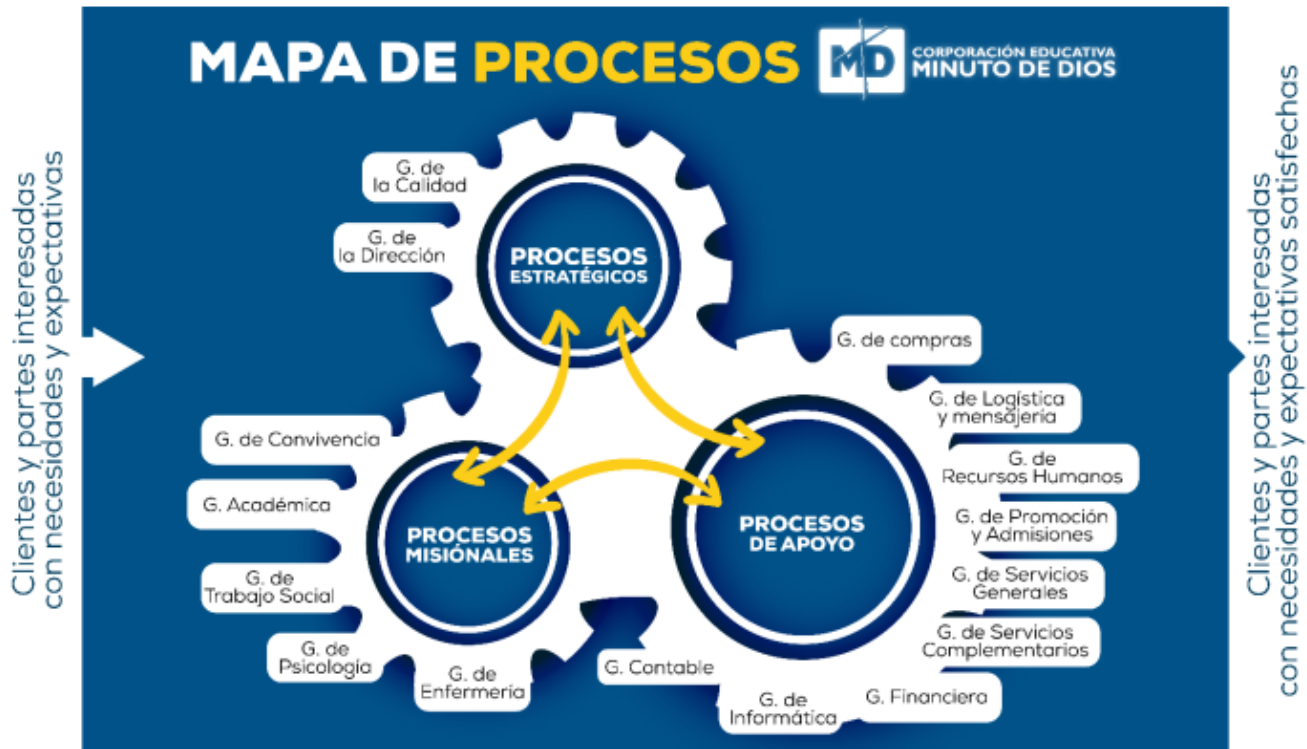 MAPA DE PROCESOS
MD
CORPORACIÓN EDUCATIVA
MINUTO DE DIOS
Clientes y partes interesadas
con necesidades y expectativas
G. de
la Calidad
G. de
la Dirección
PROCESOS
ESTRATÉGICOS
G. de Convivencia
G. Académica
G. de
Trabajo Social
G. de
Psicología
G. de
Enfermería
PROCESOS
MISIÓNALES
G. de compras
G. de Logística
y mensajería
G. de
Recursos Humanos
G. de Promoción
y Admisiones
G. de Servicios
Generales
G. de Servicios
Complementarios
G. Financiera
G. de
Informática
G. Contable
PROCESOS
DE APOYO
Clientes y partes interesadas
con necesidades y expectativas satisfechas